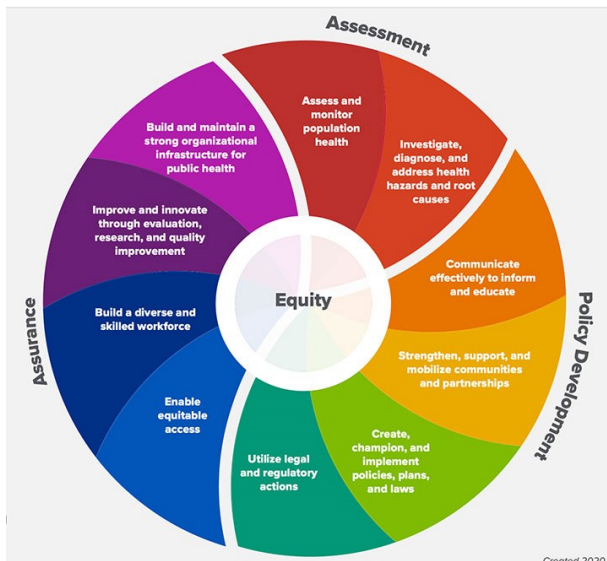 Assessment
Assess and
monitor
population
health
Investigate,
diagnose, and
address health
hazards and root
causes
Policy Development
Communicate
effectively to inform
and educate
Strengthen, support, and
mobilize communities
and partnerships
Create,
champion, and
implement
policies, plans,
and laws
Utilize legal
and regulatory
actions
Assurance
Enable
equitable
access
Build a diverse and
skilled workforce
Improve and innovate
through evaluation,
research, and quality
improvement
Build and maintain a
strong organizational
infrastructure for
public health
Equity
Created 2020